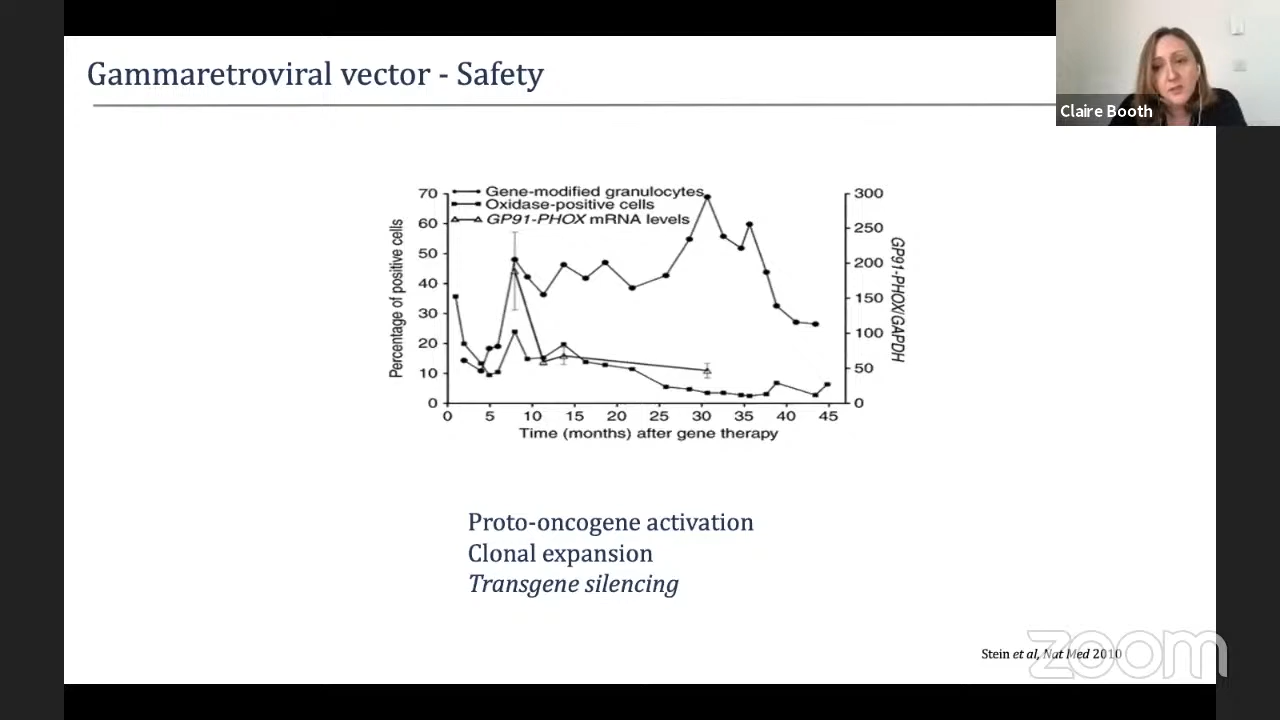 Gammaretroviral vector - Safety
Claire Booth
Gene-modified granulocytes
Oxidase-positive cells
GP91-PHOX mRNA levels
Percentage of positive cells
70
60
50
40
30
20
10
0
300
250
200
150
100
50
0
GP91-PHOX/GAPDH
0 5 10 15 20 25 30 35 40 45
Time (months) after gene therapy
Proto-oncogene activation
Clonal expansion
Transgene silencing
Stein et al, Nat Med 2010
zoom